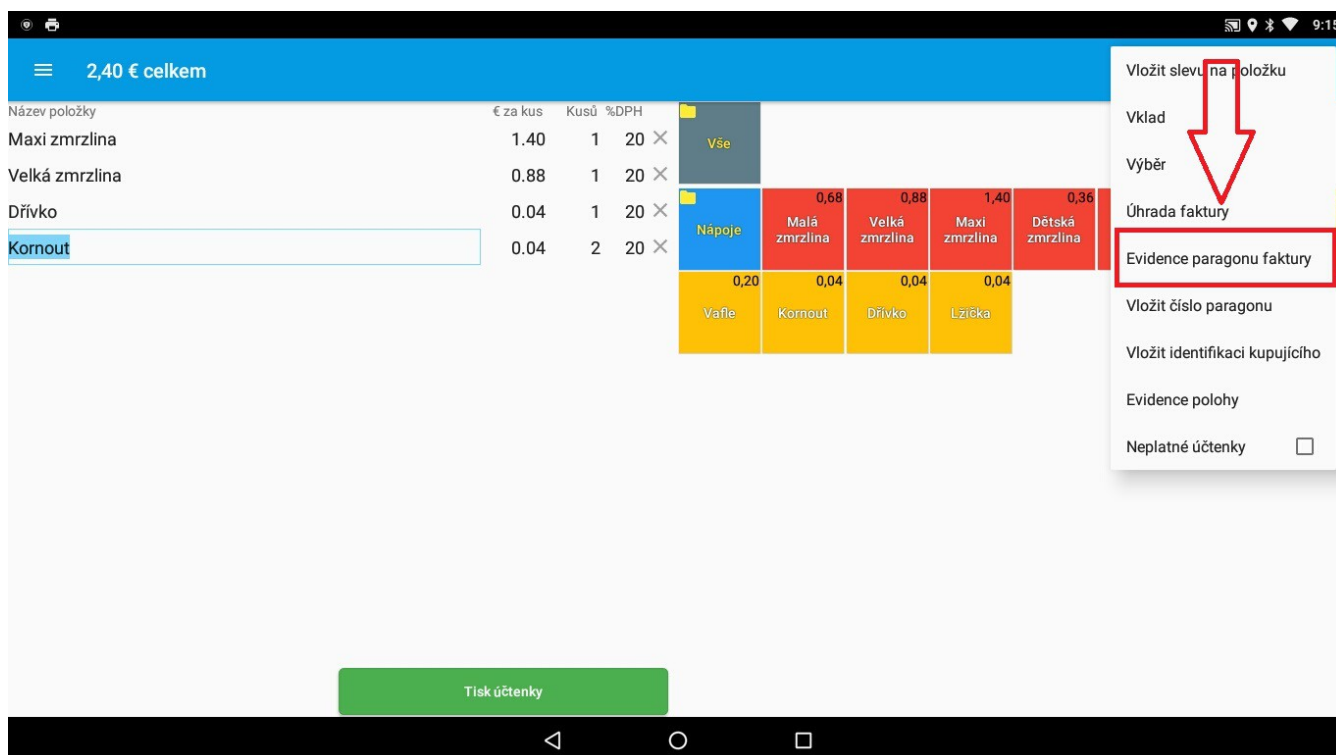 9:15
2,40 € celkem
Název položky € za kus Kusů %DPH
Maxi zmrzlina 1.40 1 20
Velká zmrzlina 0.88 1 20
Dřívko 0.04 1 20
Kornout 0.04 2 20
Tisk účtenky
Vše
Nápoje
0,68
Malá
zmrzlina
0,88
Velká
zmrzlina
1,40
Maxi
zmrzlina
0,36
Dětská
zmrzlina
0,20
Vafle
0,04
Kornout
0,04
Dřívko
0,04
Lžička
Vložit slevu na položku
Vklad
Výběr
Úhrada faktury
Evidence paragonu faktury
Vložit číslo paragonu
Vložit identifikaci kupujícího
Evidence polohy
Neplatné účtenky